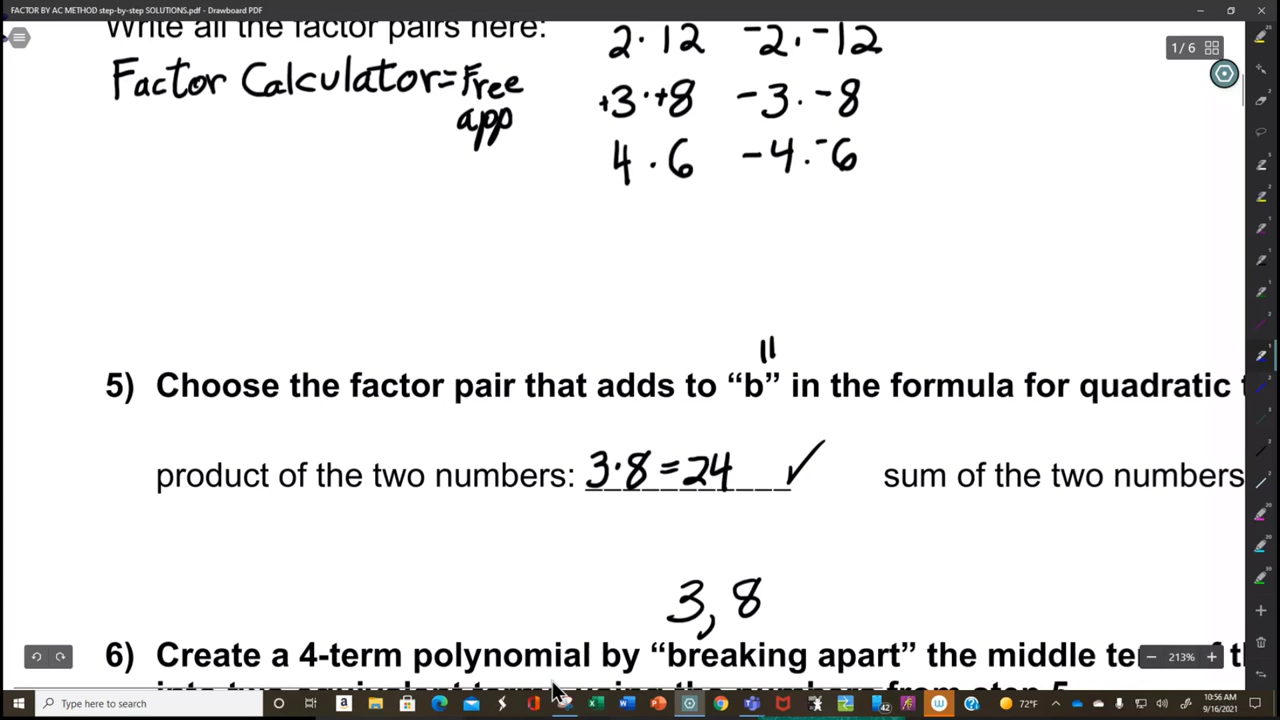 FACTOR BY AC METHOD step-by-step SOLUTIONS.pdf - Drawboard PDF
Write all the factor pairs here:
2·12 -2·-12
1/6
Factor Calculator=Free
app
+3·+8 -3·-8
4·6 -4·-6
11
5) Choose the factor pair that adds to “b” in the formula for quadratic
product of the two numbers: 3·8=24 ✓ sum of the two numbers
3, 8
6) Create a 4-term polynomial by “breaking apart” the middle
213%
Type here to search
42
72°F
10:56 AM
9/16/2021